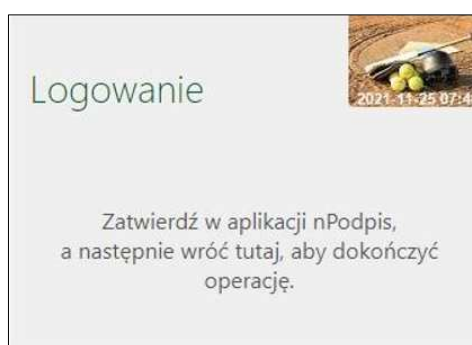 Logowanie
2021-11-25 07:4
Zatwierdź w aplikacji nPodpis,
a następnie wróć tutaj, aby dokończyć
operację.